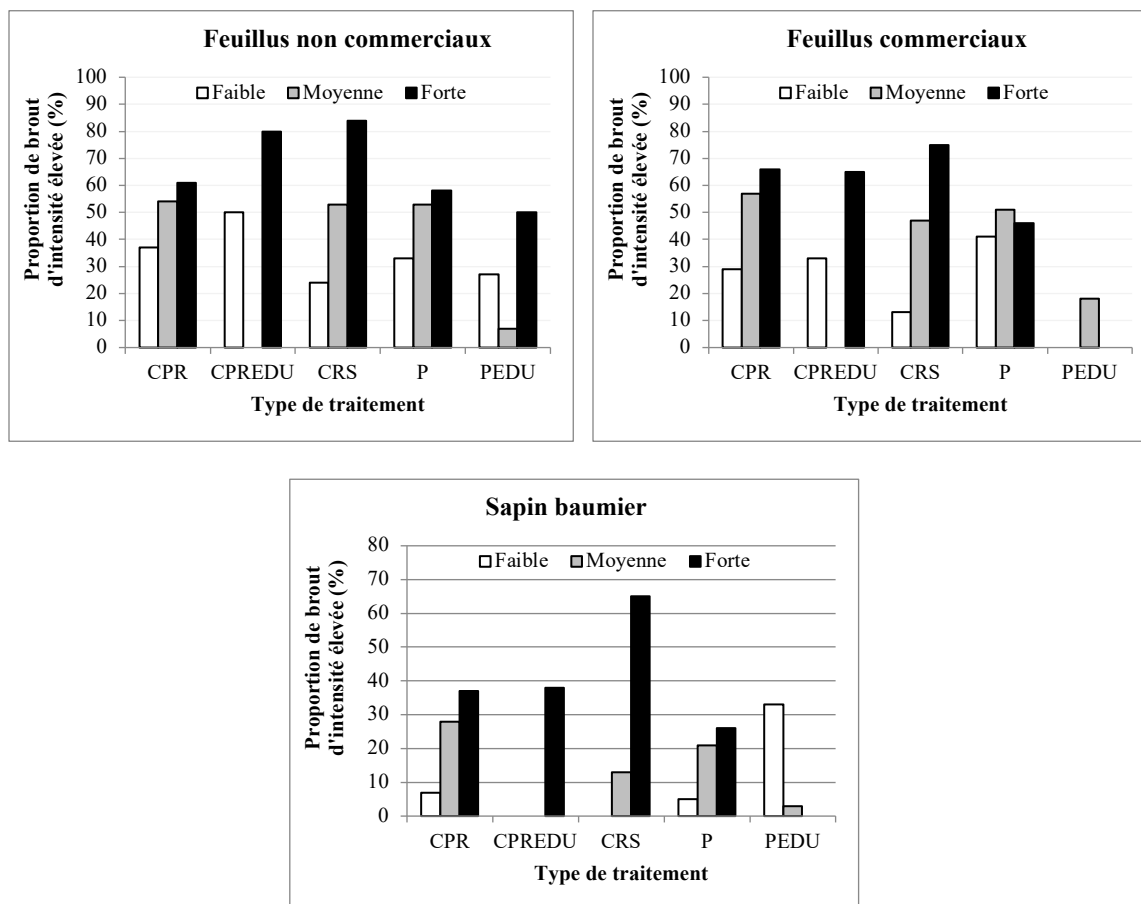 Feuillus non commerciaux
Faible Moyenne Forte
Proportion de brout
d'intensité élevée (%)
100
90
80
70
60
50
40
30
20
10
0
CPR CPREDU CRS P PEDU
Type de traitement
Feuillus commerciaux
Faible Moyenne Forte
Proportion de brout
d'intensité élevée (%)
100
90
80
70
60
50
40
30
20
10
0
CPR CPREDU CRS P PEDU
Type de traitement
Sapin baumier
Faible Moyenne Forte
Proportion de brout
d'intensité élevée (%)
80
70
60
50
40
30
20
10
0
CPR CPREDU CRS P PEDU
Type de traitement